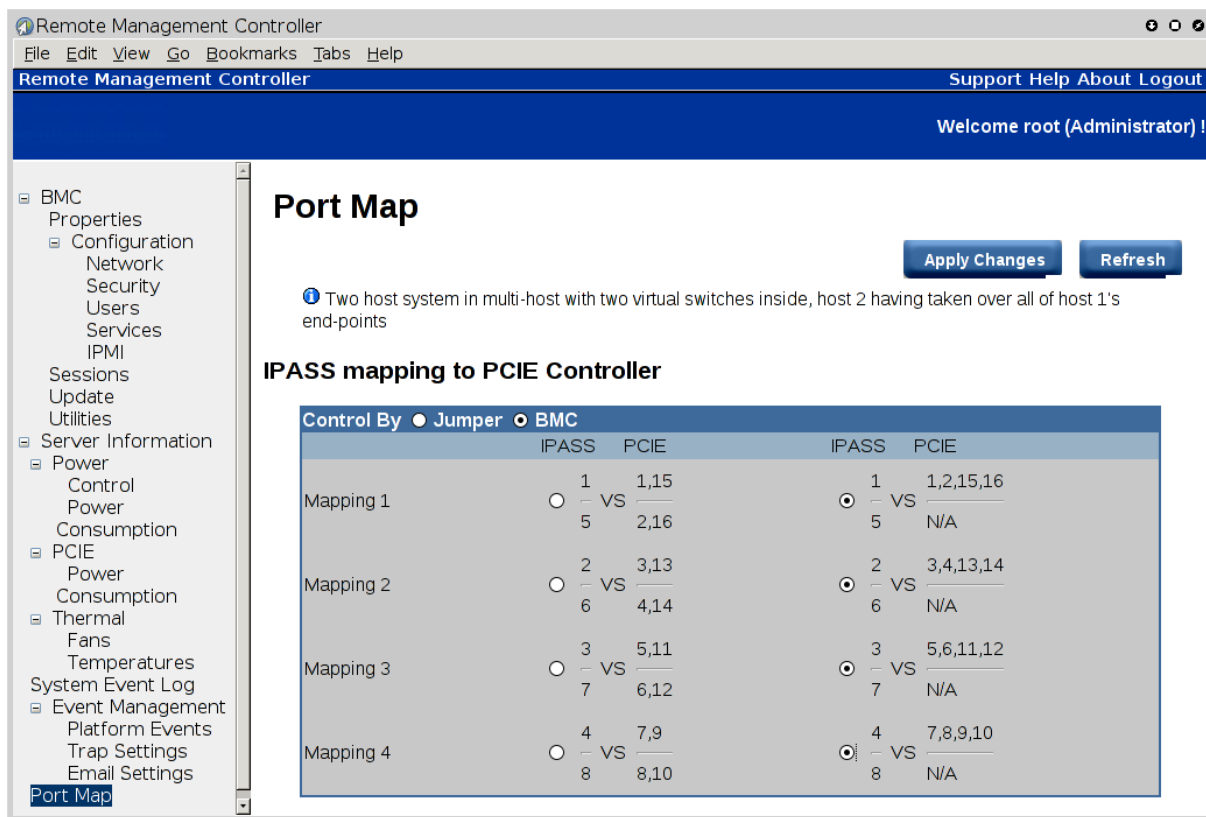 Remote Management Controller
File Edit View Go Bookmarks Tabs Help
Remote Management Controller Support Help About Logout
Welcome root (Administrator) !
BMC
Properties
Configuration
Network
Security
Users
Services
IPMI
Sessions
Update
Utilities
Server Information
Power
Control
Power
Consumption
PCIE
Power
Consumption
Thermal
Fans
Temperatures
System Event Log
Event Management
Platform Events
Trap Settings
Email Settings
Port Map
Port Map
Apply Changes Refresh
Two host system in multi-host with two virtual switches inside, host 2 having taken over all of host 1's
end-points
IPASS mapping to PCIE Controller
Control By Jumper BMC
IPASS PCIE IPASS PCIE
1 1,15 1 1,2,15,16
Mapping 1 VS VS
5 2,16 5 N/A
2 3,13 2 3,4,13,14
Mapping 2 VS VS
6 4,14 6 N/A
3 5,11 3 5,6,11,12
Mapping 3 VS VS
7 6,12 7 N/A
4 7,9 4 7,8,9,10
Mapping 4 VS VS
8 8,10 8 N/A